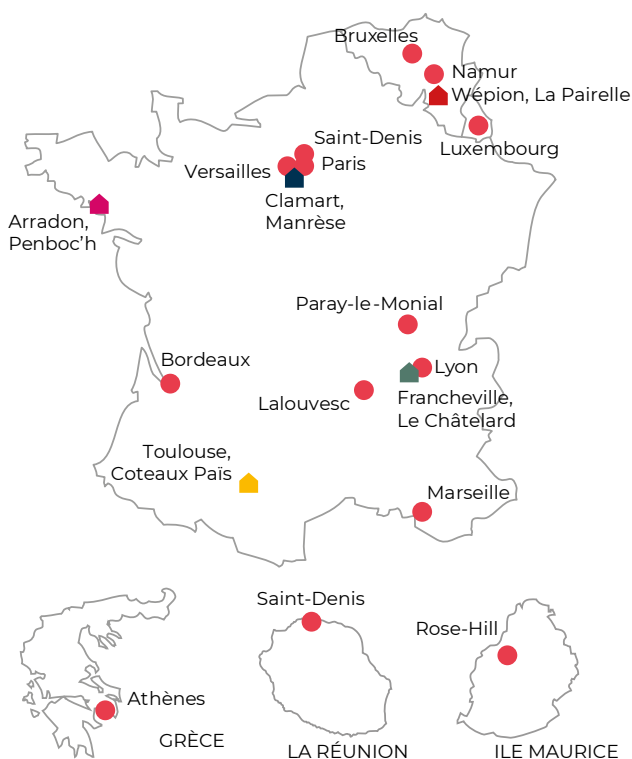 Bruxelles
Namur
Wépion, La Pairelle
Luxembourg
Saint-Denis
Paris
Versailles
Clamart,
Manrèse
Arradon,
Penboc’h
Paray-le-Monial
Bordeaux
Lyon
Lalouvesc
Francheville,
Le Châtelard
Toulouse,
Coteaux Païs
Marseille
Saint-Denis
Rose-Hill
Athènes
GRÈCE
LA RÉUNION
ILE MAURICE